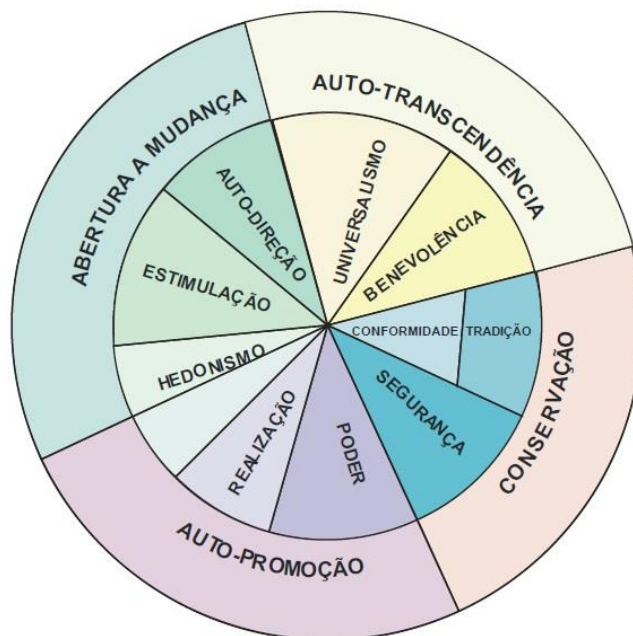 AUTO-TRANSCENDÊNCIA
ABERTURA A MUDANÇA
AUTO-DIREÇÃO
UNIVERSALISMO
BENEVOLÊNCIA
ESTIMULAÇÃO
CONFORMIDADE
TRADIÇÃO
HEDONISMO
SEGURANÇA
REALIZAÇÃO
PODER
CONSERVAÇÃO
AUTO-PROMOÇÃO